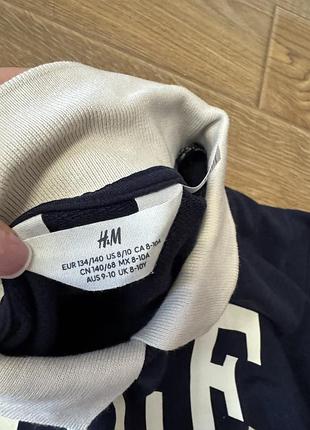 H&M
EUR 134/140 US 8/10 CA 8-10A
CN 140/68 MX 8-10A
AUS 9-10 UK 8-10Y
E